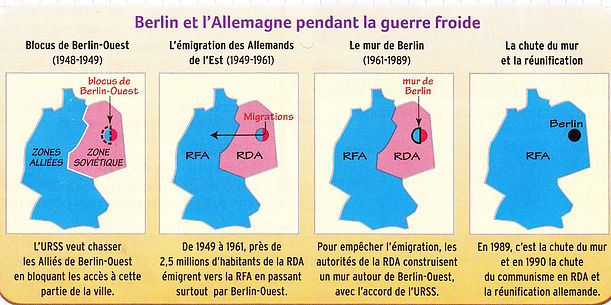 Berlin et l'Allemagne pendant la guerre froide
Blocus de Berlin-Ouest
(1948-1949)
blocus de
Berlin-Ouest
ZONES
ALLIÉES
ZONE
SOVIÉTIQUE
L'URSS veut chasser
les Alliés de Berlin-Ouest
en bloquant les accès à cette
partie de la ville.
L'émigration des Allemands
de l'Est (1949-1961)
Migrations
RFA
RDA
De 1949 à 1961, près de
2,5 millions d'habitants de la RDA
émigrent vers la RFA en passant
surtout par Berlin-Ouest.
Le mur de Berlin
(1961-1989)
mur de
Berlin
RFA
RDA
Pour empêcher l'émigration, les
autorités de la RDA construisent
un mur autour de Berlin-Ouest,
avec l'accord de l'URSS.
La chute du mur
et la réunification
Berlin
RFA
En 1989, c'est la chute du mur
et en 1990 la chute
du communisme en RDA et
la réunification allemande.